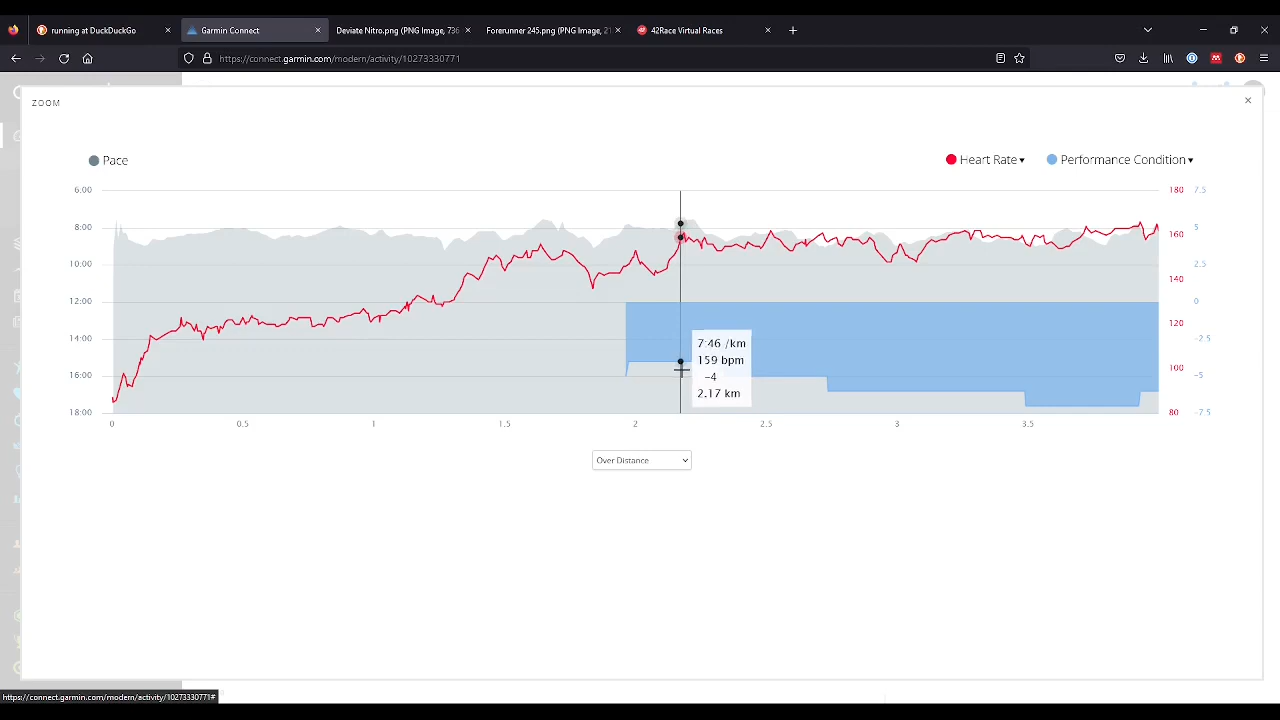 running at DuckDuckGo
Garmin Connect
Deviate Nitro.png (PNG Image, 736
Forerunner 245.png (PNG Image, 21
42Race Virtual Races
https://connect.garmin.com/modern/activity/10273330771
ZOOM
Pace
Heart Rate
Performance Condition
6:00 180 7.5
8:00 160 5
10:00 140 2.5
12:00 0
14:00 120 -2.5
16:00 100 -5
18:00 80 -7.5
7:46 /km
159 bpm
-4
2.17 km
0 0.5 1 1.5 2 2.5 3 3.5
Over Distance
https://connect.garmin.com/modern/activity/10273330771#